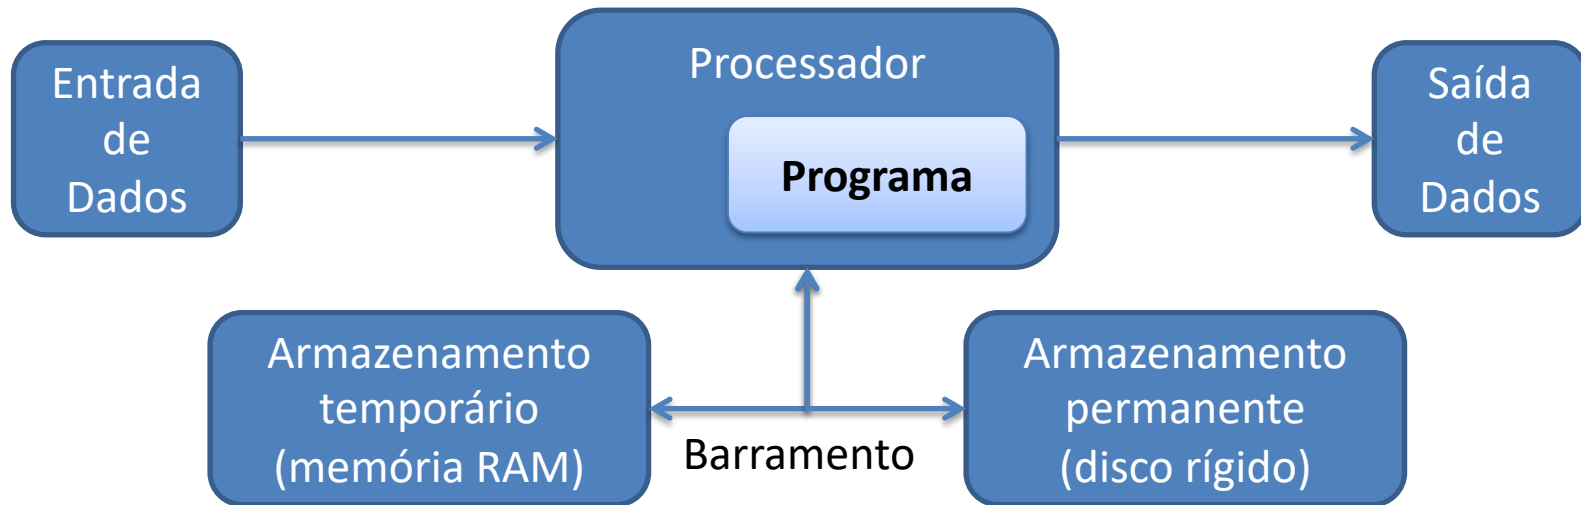 Entrada
de
Dados
Processador
Programa
Saída
de
Dados
Armazenamento
temporário
(memória RAM)
Barramento
Armazenamento
permanente
(disco rígido)